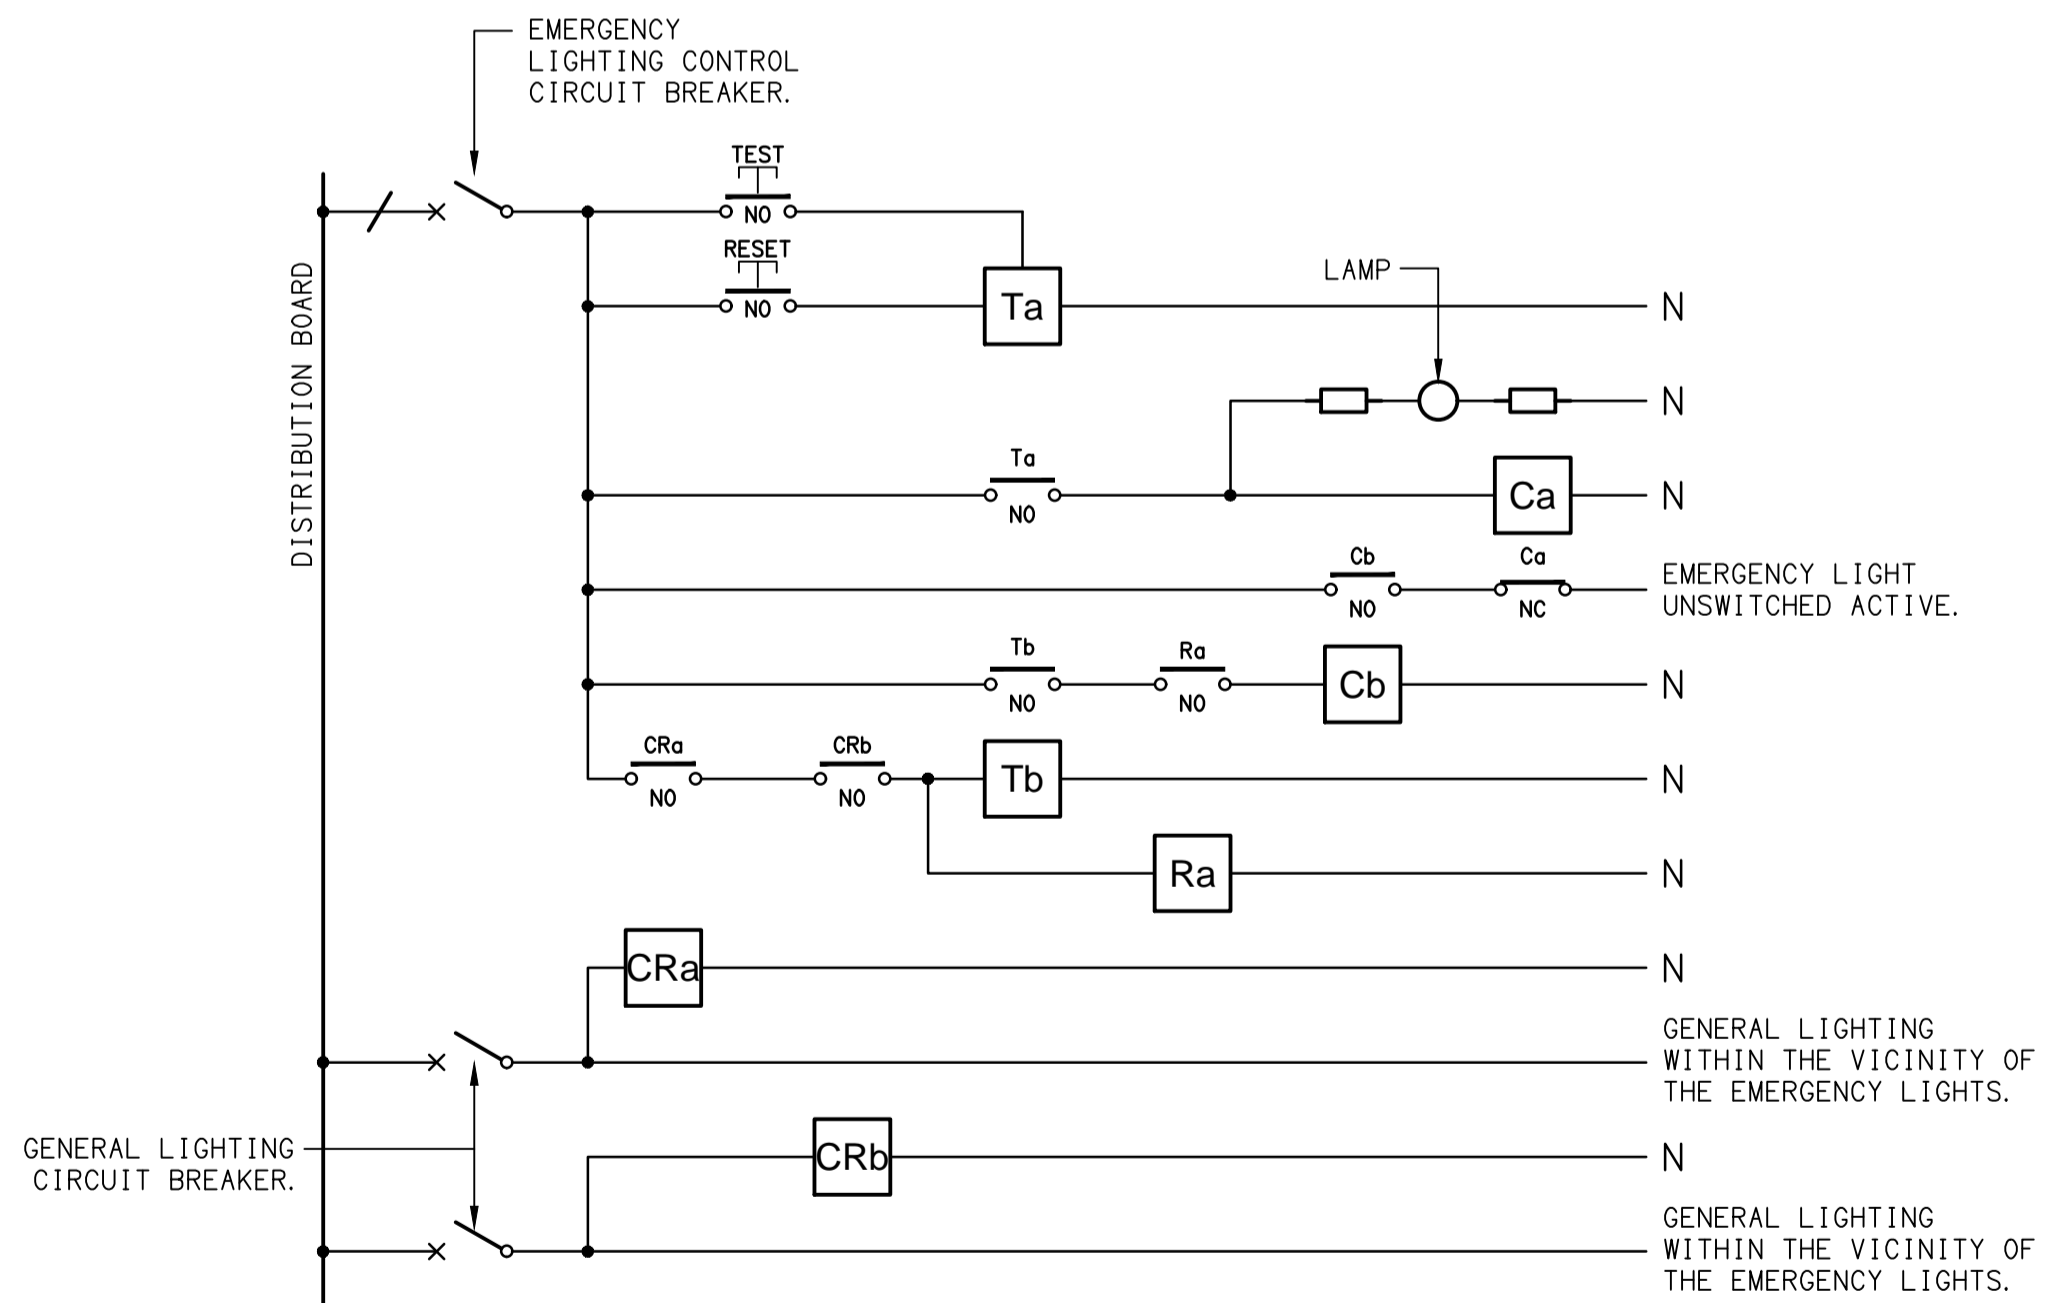 EMERGENCY
LIGHTING CONTROL
CIRCUIT BREAKER.
TEST
NO
RESET
NO
DISTRIBUTION BOARD
Ta
N
LAMP
N
Ta
NO
Ca
N
Cb
NO
Ca
NC
EMERGENCY LIGHT
UNSWITCHED ACTIVE.
Tb
NO
Ra
NO
Cb
N
CRa
NO
CRb
NO
Tb
N
Ra
N
CRa
N
GENERAL LIGHTING
WITHIN THE VICINITY OF
THE EMERGENCY LIGHTS.
GENERAL LIGHTING
CIRCUIT BREAKER.
CRb
N
GENERAL LIGHTING
WITHIN THE VICINITY OF
THE EMERGENCY LIGHTS.